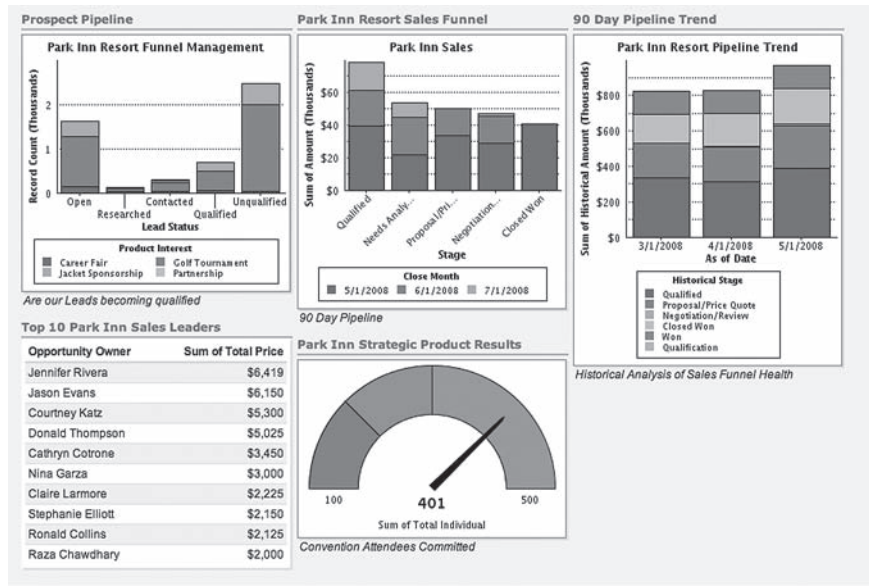 Prospect Pipeline
Park Inn Resort Funnel Management
Record Count (Thousands)
2
1
0
Open
Researched
Contacted
Qualified
Unqualified
Lead Status
Product Interest
Career Fair
Golf Tournament
Jacket Sponsorship
Partnership
Are our Leads becoming qualified
Park Inn Resort Sales Funnel
Park Inn Sales
Sum of Amount (Thousands)
$60
$40
$20
$0
Qualified
Needs Analy...
Proposal/Pri...
Negotiation...
Closed Won
Stage
Close Month
5/1/2008 6/1/2008 7/1/2008
90 Day Pipeline
90 Day Pipeline Trend
Park Inn Resort Pipeline Trend
Sum of Historical Amount (Thousands)
$800
$600
$400
$200
$0
3/1/2008 4/1/2008 5/1/2008
As of Date
Historical Stage
Qualified
Proposal/Price Quote
Negotiation/Review
Closed Won
Won
Qualification
Historical Analysis of Sales Funnel Health
Top 10 Park Inn Sales Leaders
Opportunity Owner Sum of Total Price
Jennifer Rivera $6,419
Jason Evans $6,150
Courtney Katz $5,300
Donald Thompson $5,025
Cathryn Cotrone $3,450
Nina Garza $3,000
Claire Larmore $2,225
Stephanie Elliott $2,150
Ronald Collins $2,125
Raza Chawdhary $2,000
Park Inn Strategic Product Results
100
401
500
Sum of Total Individual
Convention Attendees Committed